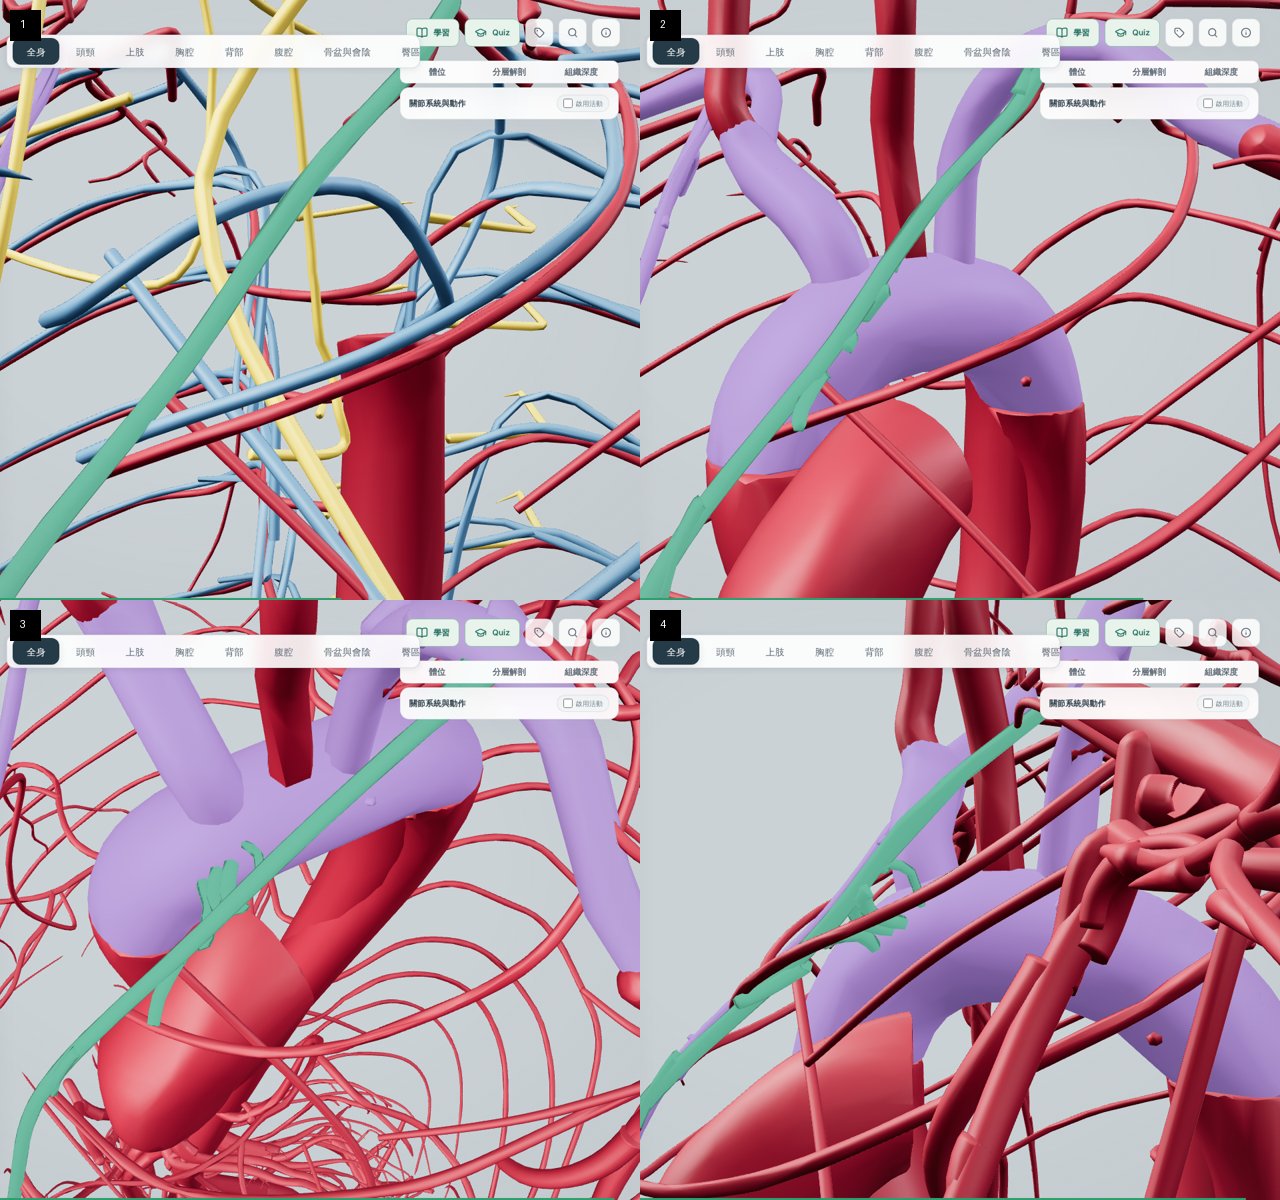 1
學習 Quiz
全身 頭頸 上肢 胸腔 背部 腹腔 骨盆與會陰 臀區
體位 分層解剖 組織深度
關節系統與動作 啟用活動
2
學習 Quiz
全身 頭頸 上肢 胸腔 背部 腹腔 骨盆與會陰 臀區
體位 分層解剖 組織深度
關節系統與動作 啟用活動
3
學習 Quiz
全身 頭頸 上肢 胸腔 背部 腹腔 骨盆與會陰 臀區
體位 分層解剖 組織深度
關節系統與動作 啟用活動
4
學習 Quiz
全身 頭頸 上肢 胸腔 背部 腹腔 骨盆與會陰 臀區
體位 分層解剖 組織深度
關節系統與動作 啟用活動